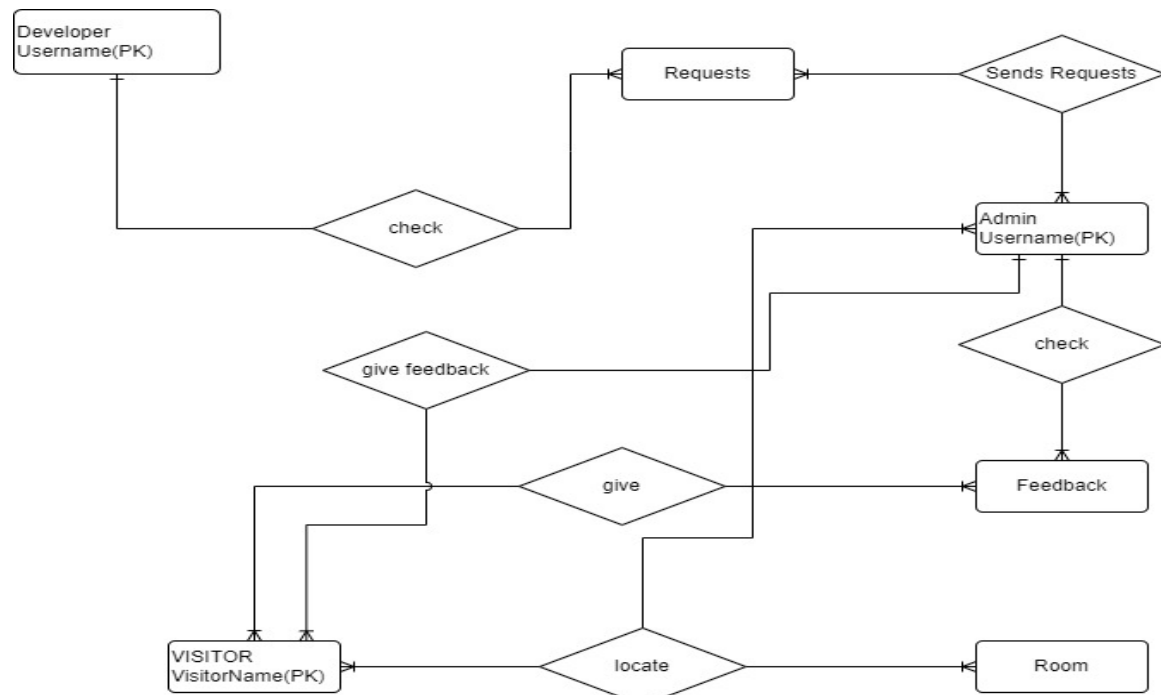 Developer
Username(PK)
Requests
Sends Requests
check
Admin
Username(PK)
give feedback
check
give
Feedback
VISITOR
VisitorName(PK)
locate
Room